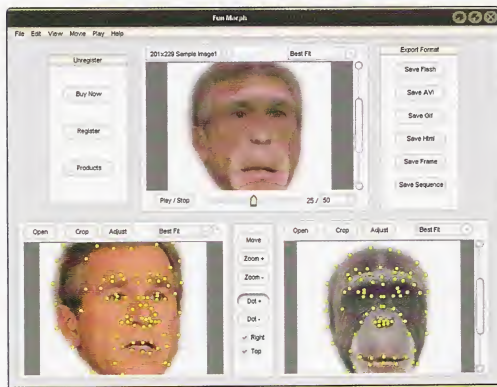 Fun Morph
File Edit View Movie Play Help
Unregister
Buy Now
Register
Products
201x229 Sample Image1
Best Fit
Play / Stop
25 / 50
Export Format
Save Flash
Save AVI
Save Gif
Save Html
Save Frame
Save Sequence
Open Crop Adjust Best Fit
Move
Zoom +
Zoom -
Dot +
Dot -
Right
Top
Open Crop Adjust Best Fit